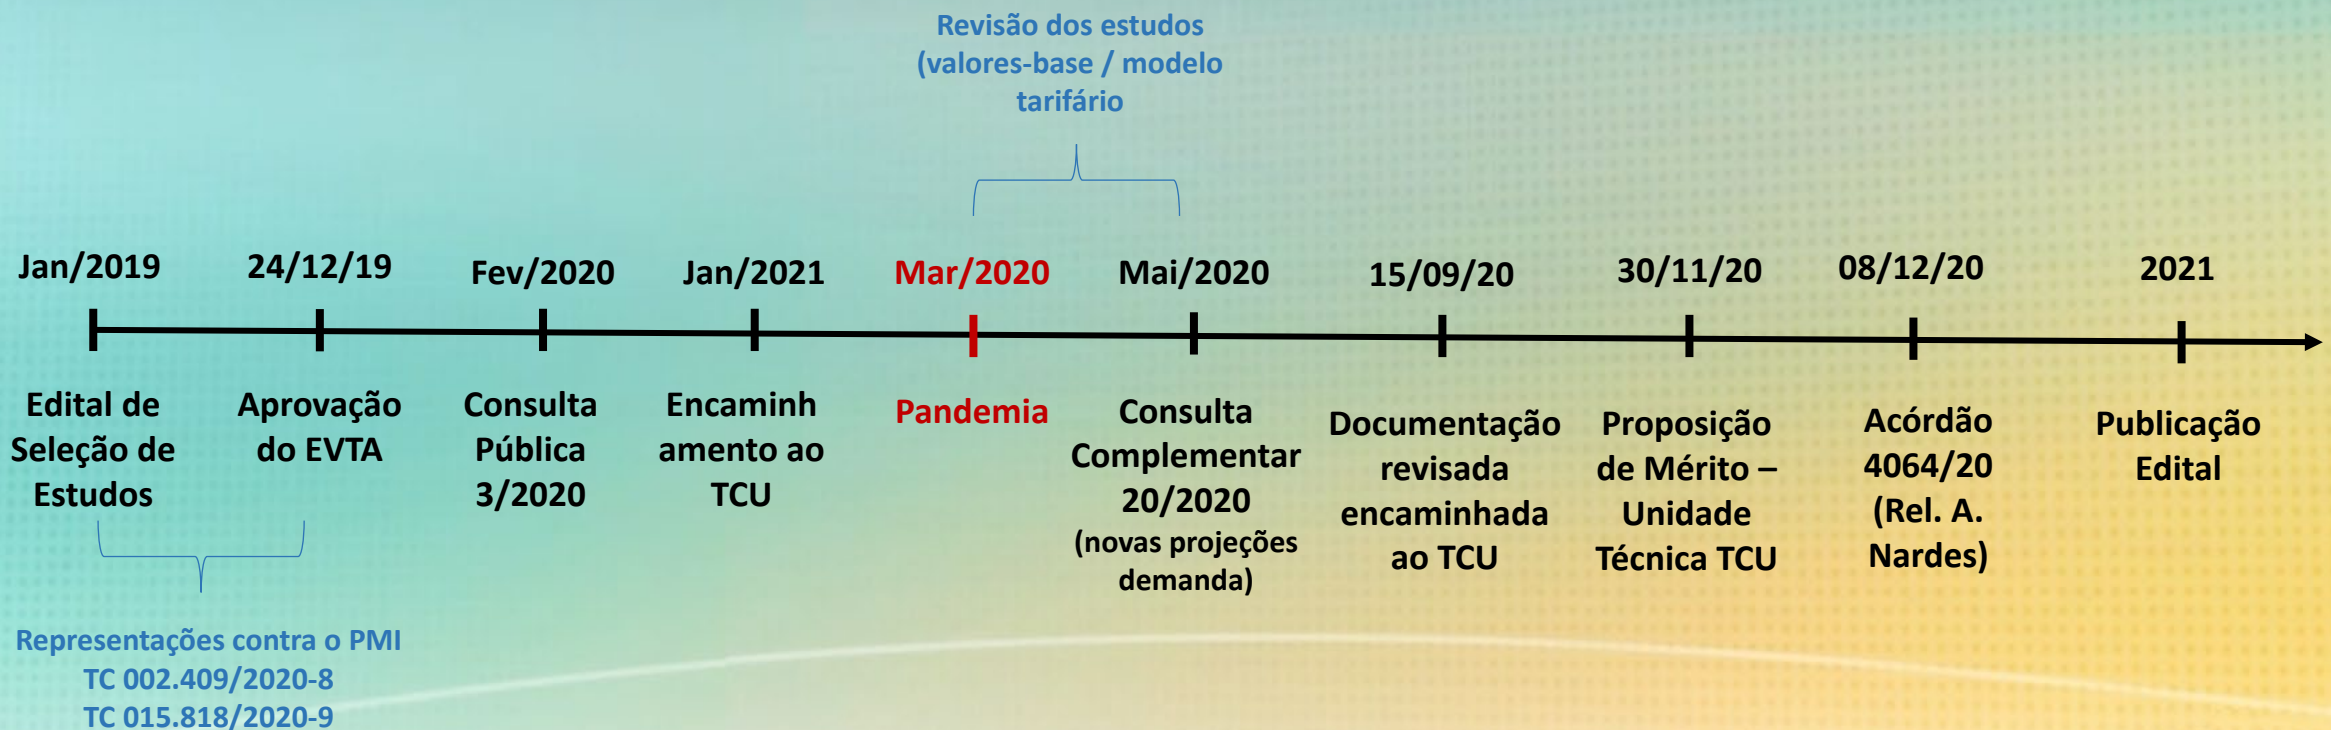 Revisão dos estudos
(valores-base / modelo
tarifário
Jan/2019
24/12/19
Fev/2020
Jan/2021
Mar/2020
Mai/2020
15/09/20
30/11/20
08/12/20
2021
Edital de
Seleção de
Estudos
Aprovação
do EVTA
Consulta
Pública
3/2020
Encaminh
amento ao
TCU
Pandemia
Consulta
Complementar
20/2020
(novas projeções
demanda)
Documentação
revisada
encaminhada
ao TCU
Proposição
de Mérito –
Unidade
Técnica TCU
Acórdão
4064/20
(Rel. A.
Nardes)
Publicação
Edital
Representações contra o PMI
TC 002.409/2020-8
TC 015.818/2020-9